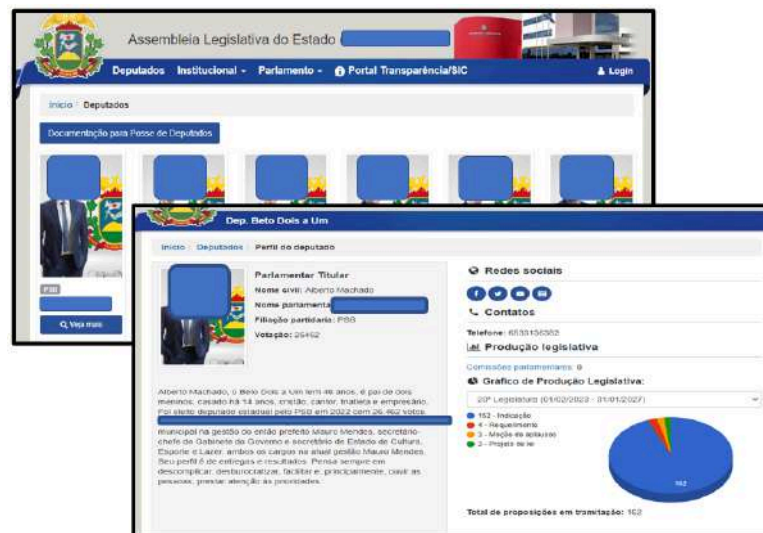 Assembleia Legislativa do Estado
Deputados Institucional Parlamento Portal Transparência/SIC Login
Início / Deputados
Documentação para Posse de Deputados
PSB
Veja mais
Dep. Beto Dois a Um
Início Deputados Perfil do deputado
Parlamentar Titular
Nome civil: Alberto Machado
Nome parlamenta
Filiação partidária: PSB
Votação: 26462
Alberto Machado, o Beto Dois a Um tem 46 anos, é pai de dois
meninos, casado há 14 anos, cristão, cantor, triatleta e empresário.
Foi eleito deputado estadual pelo PSB em 2022 com 26.462 votos.
municipal na gestão do então prefeito Mauro Mendes, secretário-
chefe de Gabinete do Governo e secretário de Estado de Cultura,
Esporte e Lazer, ambos os cargos na atual gestão Mauro Mendes.
Seu perfil é de entregas e resultados. Pensa sempre em
descomplicar, desburocratizar, facilitar e, principalmente, ouvir as
pessoas, prestar atenção às prioridades.
Redes sociais
Contatos
Telefone:
Produção legislativa
Comissões parlamentares: 0
Gráfico de Produção Legislativa:
20ª Legislatura (01/02/2023 - 31/01/2027)
152 - Indicação
4 - Requerimento
3 - Moção de aplausos
3 - Projeto de lei
152
Total de proposições em tramitação: 162